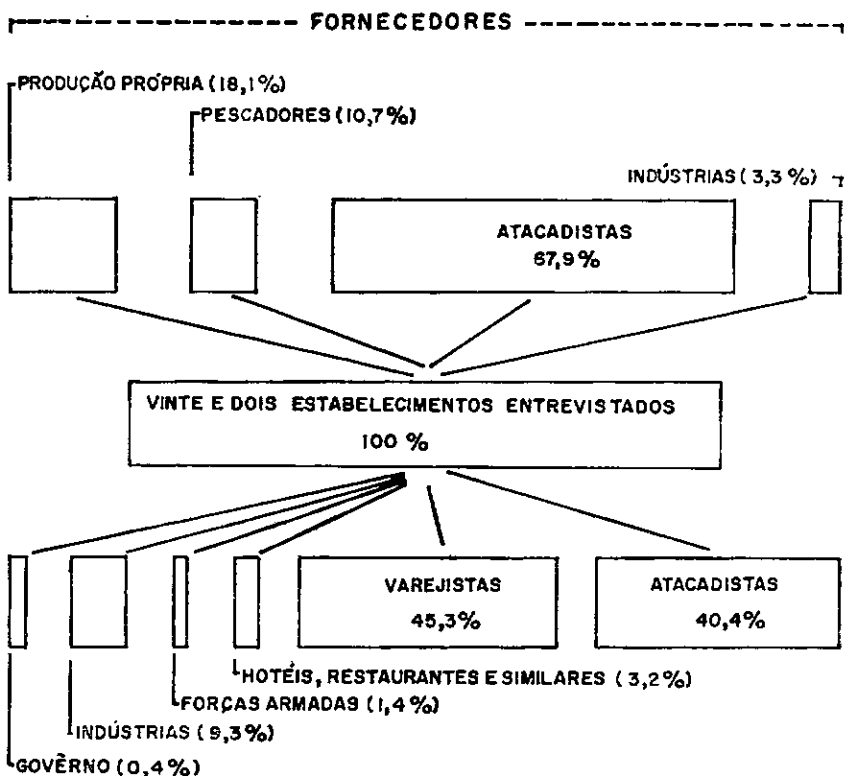 FORNECEDORES
PRODUÇÃO PRÓPRIA (18,1%)
PESCADORES (10,7%)
INDÚSTRIAS (3,3%)
ATACADISTAS
67,9%
VINTE E DOIS ESTABELECIMENTOS ENTREVISTADOS
100 %
VAREJISTAS
45,3%
ATACADISTAS
40,4%
HOTÉIS, RESTAURANTES E SIMILARES (3,2%)
FORÇAS ARMADAS (1,4%)
INDÚSTRIAS (9,3%)
GOVÊRNO (0,4%)